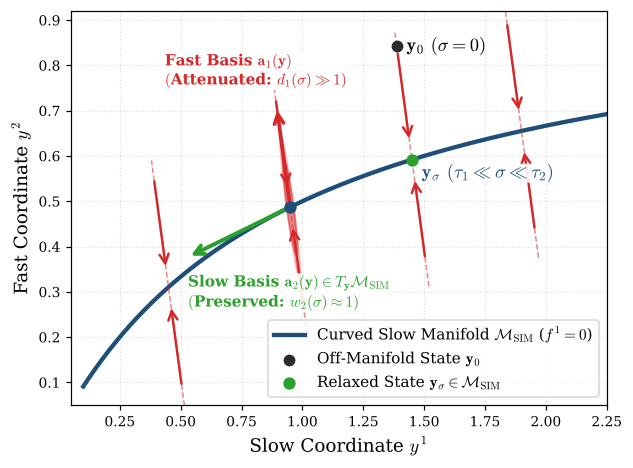 Fast Coordinate y²
0.9
0.8
0.7
0.6
0.5
0.4
0.3
0.2
0.1
Fast Basis a₁(y)
(Attenuated: d₁(σ) ≫ 1)
y₀ (σ = 0)
y_σ (τ₁ ≪ σ ≪ τ₂)
Slow Basis a₂(y) ∈ T_yM_SIM
(Preserved: w₂(σ) ≈ 1)
Curved Slow Manifold M_SIM (f¹ = 0)
Off-Manifold State y₀
Relaxed State y_σ ∈ M_SIM
0.25 0.50 0.75 1.00 1.25 1.50 1.75 2.00 2.25
Slow Coordinate y¹